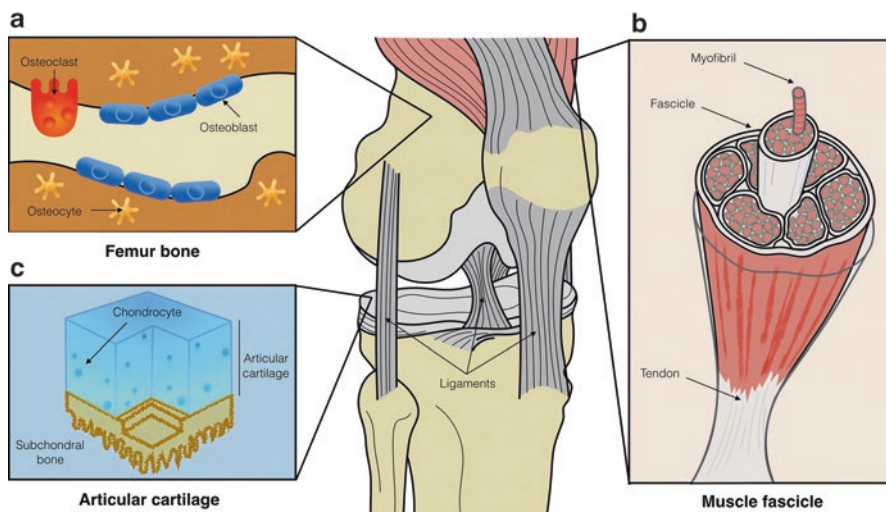 a
Osteoclast
Osteoblast
Osteocyte
Femur bone
b
Myofibril
Fascicle
Tendon
Muscle fascicle
c
Chondrocyte
Articular
cartilage
Subchondral
bone
Articular cartilage
Ligaments